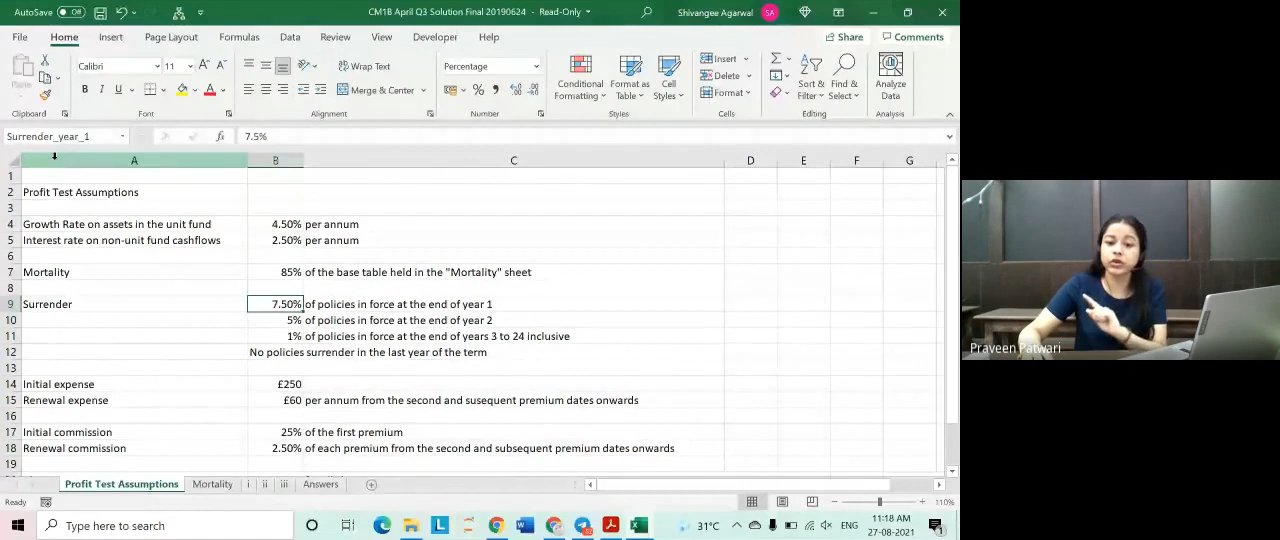 AutoSave Off CM1B April Q3 Solution Final 20190624 - Read-Only Shivangee Agarwal SA
File Home Insert Page Layout Formulas Data Review View Developer Help Share Comments
Paste Calibri 11 Wrap Text Percentage Insert
B I U Merge & Center Conditional Formatting Format as Table Cell Styles Delete Format Sort & Filter Find & Select Analyze Data
Clipboard Font Alignment Number Styles Cells Editing Analysis
Surrender_year_1 fx 7.5%
A B C D E F G
1
2 Profit Test Assumptions
3
4 Growth Rate on assets in the unit fund 4.50% per annum
5 Interest rate on non-unit fund cashflows 2.50% per annum
6
7 Mortality 85% of the base table held in the "Mortality" sheet
8
9 Surrender 7.50% of policies in force at the end of year 1
10 5% of policies in force at the end of year 2
11 1% of policies in force at the end of years 3 to 24 inclusive
12 No policies surrender in the last year of the term
13
14 Initial expense £250
15 Renewal expense £60 per annum from the second and susequent premium dates onwards
16
17 Initial commission 25% of the first premium
18 Renewal commission 2.50% of each premium from the second and subsequent premium dates onwards
19
Profit Test Assumptions Mortality i ii iii Answers
Ready 110%
Type here to search 31°C ENG 11:18 AM 27-08-2021 1
Praveen Patwari